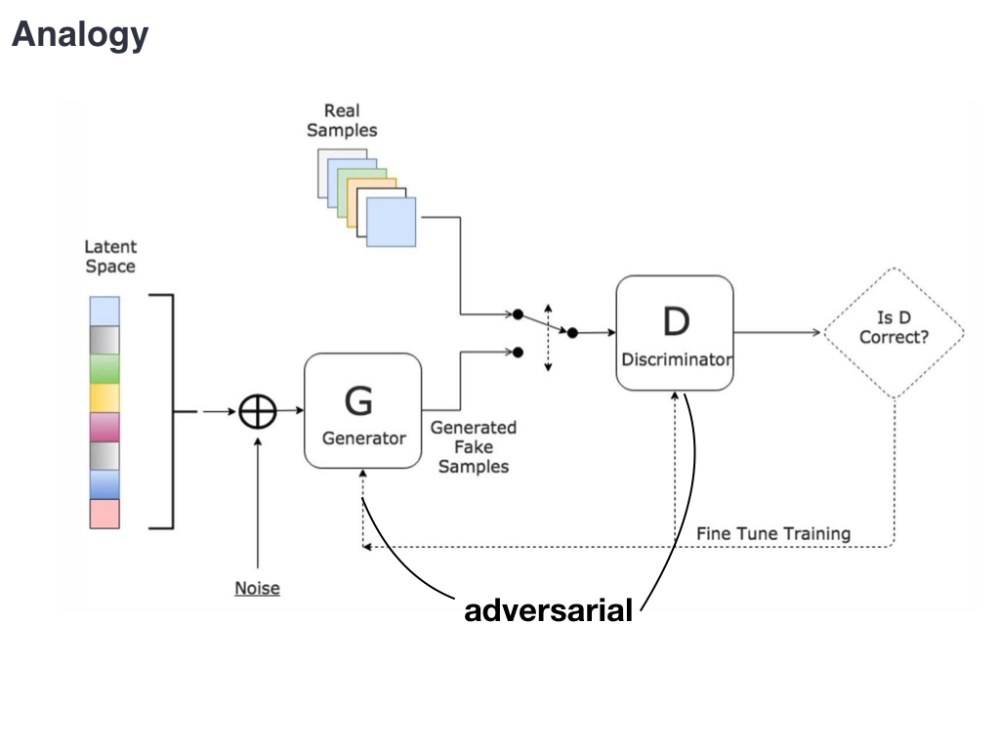 Analogy
Real
Samples
Latent
Space
D
Discriminator
Is D
Correct?
G
Generator
Generated
Fake
Samples
Fine Tune Training
Noise
adversarial